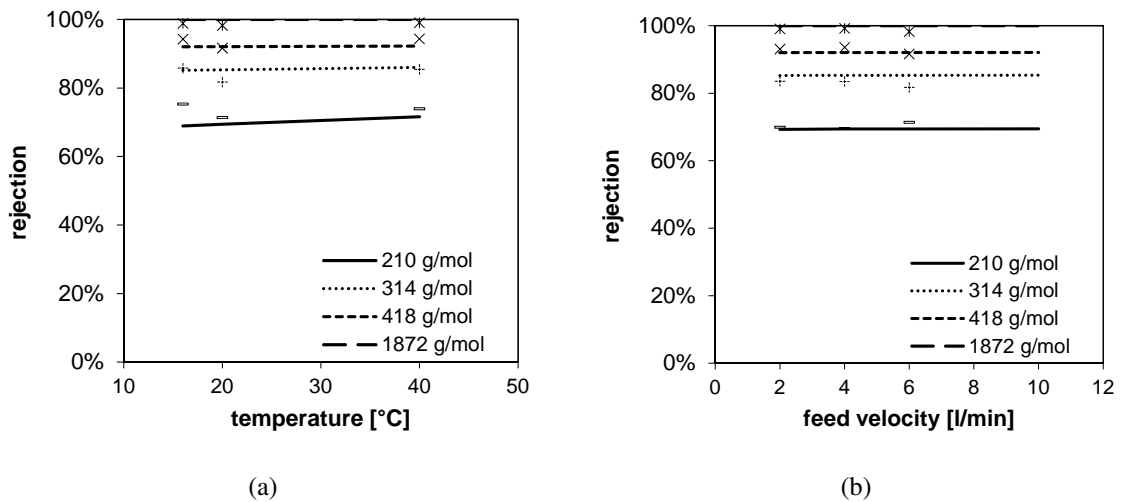 100%
80%
60%
40%
20%
0%
rejection
210 g/mol
314 g/mol
418 g/mol
1872 g/mol
10 20 30 40 50
temperature [°C]
(a)
100%
80%
60%
40%
20%
0%
rejection
210 g/mol
314 g/mol
418 g/mol
1872 g/mol
0 2 4 6 8 10 12
feed velocity [l/min]
(b)